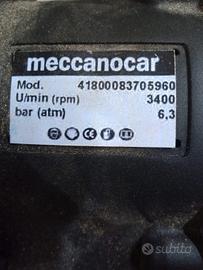 meccanocar
Mod. 41800083705960
U/min (rpm) 3400
bar (atm) 6,3
subito